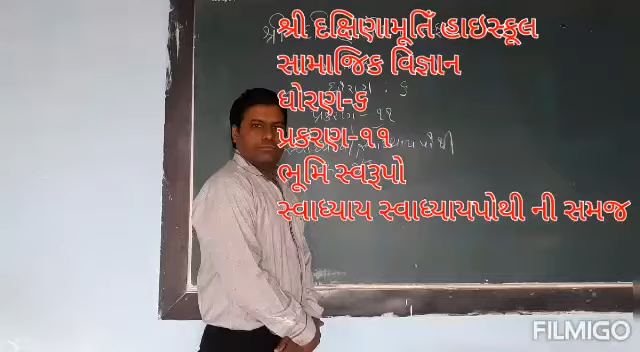 શ્રી દક્ષિણામૂર્તિ હાઇસ્કૂલ
સામાજિક વિજ્ઞાન
ધોરણ-૬
પ્રકરણ-૧૧
ભૂમિ સ્વરૂપો
સ્વાધ્યાય સ્વાધ્યાયપોથી ની સમજ
FILMIGO